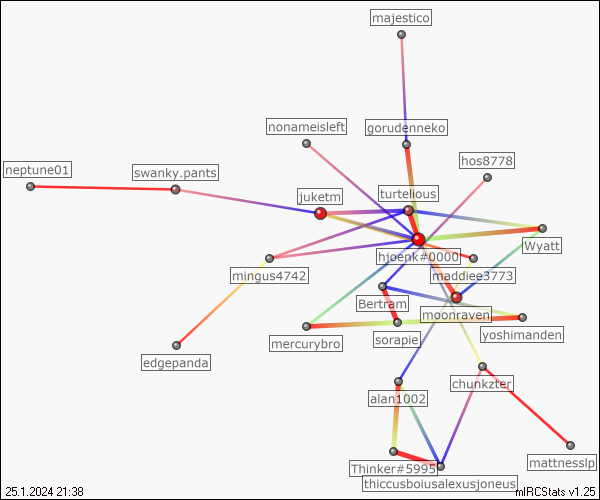 majestico
nonameisleft
gorudenneko
hos8778
neptune01
swanky.pants
juketm
turtelious
Wyatt
hjoenk#0000
mingus4742
maddiee3773
Bertram
moonraven
mercurybro
sorapie
yoshimanden
edgepanda
chunkzter
alan1002
mattnesslp
Thinker#5995
thiccusboiusalexusjoneus
25.1.2024 21:38
mIRCStats v1.25